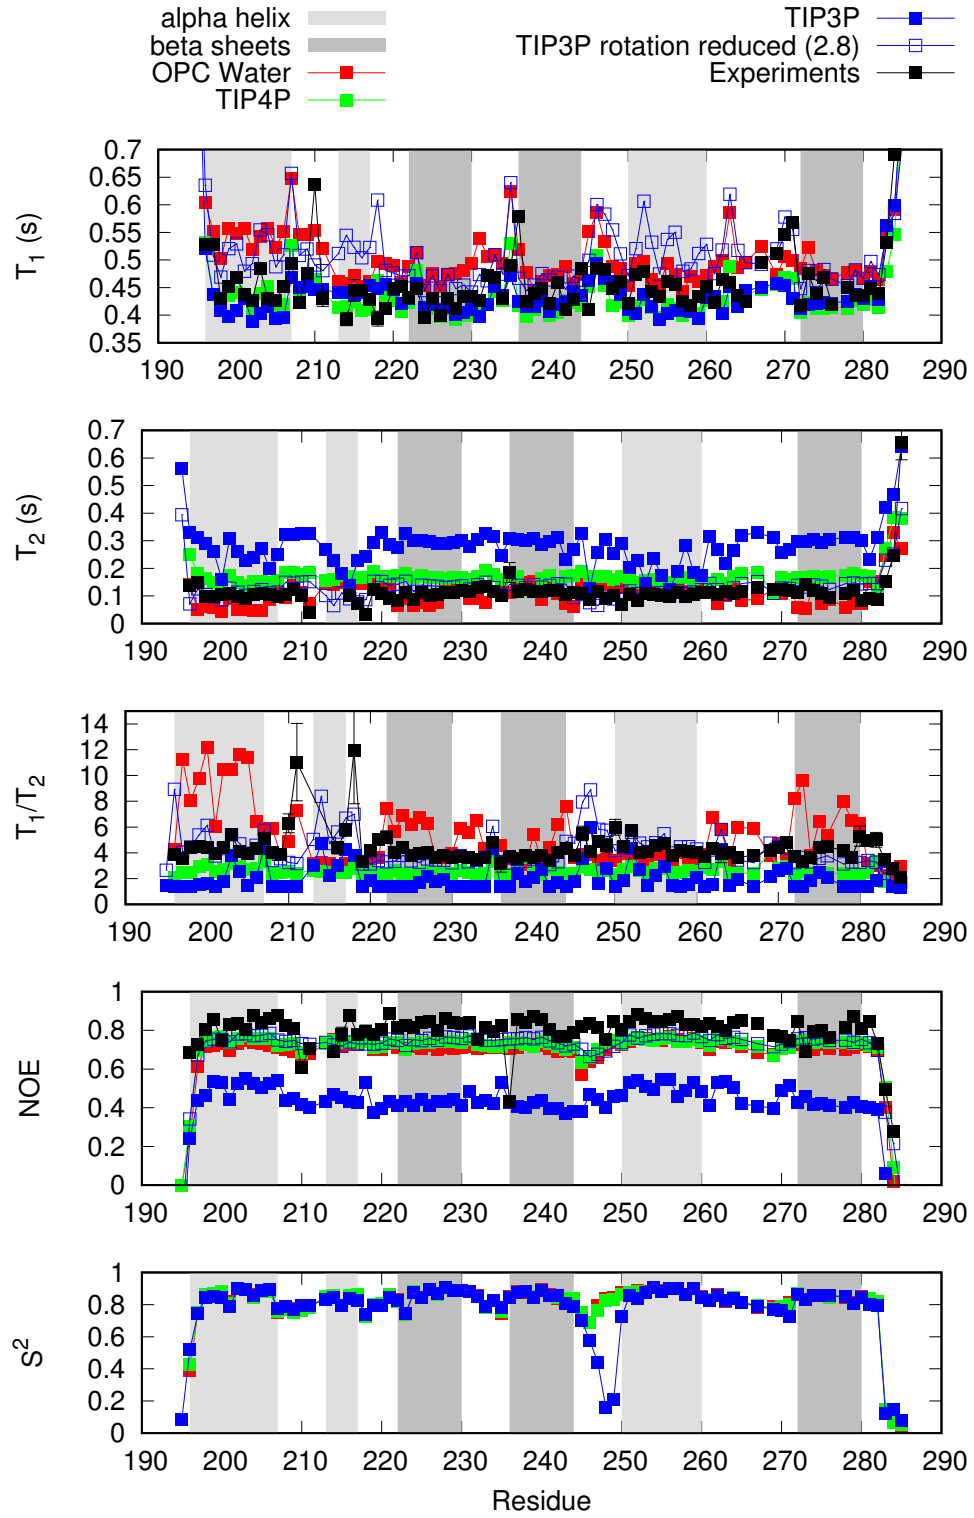 alpha helix
beta sheets
OPC Water
TIP4P
TIP3P
TIP3P rotation reduced (2.8)
Experiments
T1 (s)
0.7
0.65
0.6
0.55
0.5
0.45
0.4
0.35
190 200 210 220 230 240 250 260 270 280 290
T2 (s)
0.7
0.6
0.5
0.4
0.3
0.2
0.1
0
190 200 210 220 230 240 250 260 270 280 290
T1/T2
14
12
10
8
6
4
2
0
190 200 210 220 230 240 250 260 270 280 290
NOE
1
0.8
0.6
0.4
0.2
0
190 200 210 220 230 240 250 260 270 280 290
S2
1
0.8
0.6
0.4
0.2
0
190 200 210 220 230 240 250 260 270 280 290
Residue